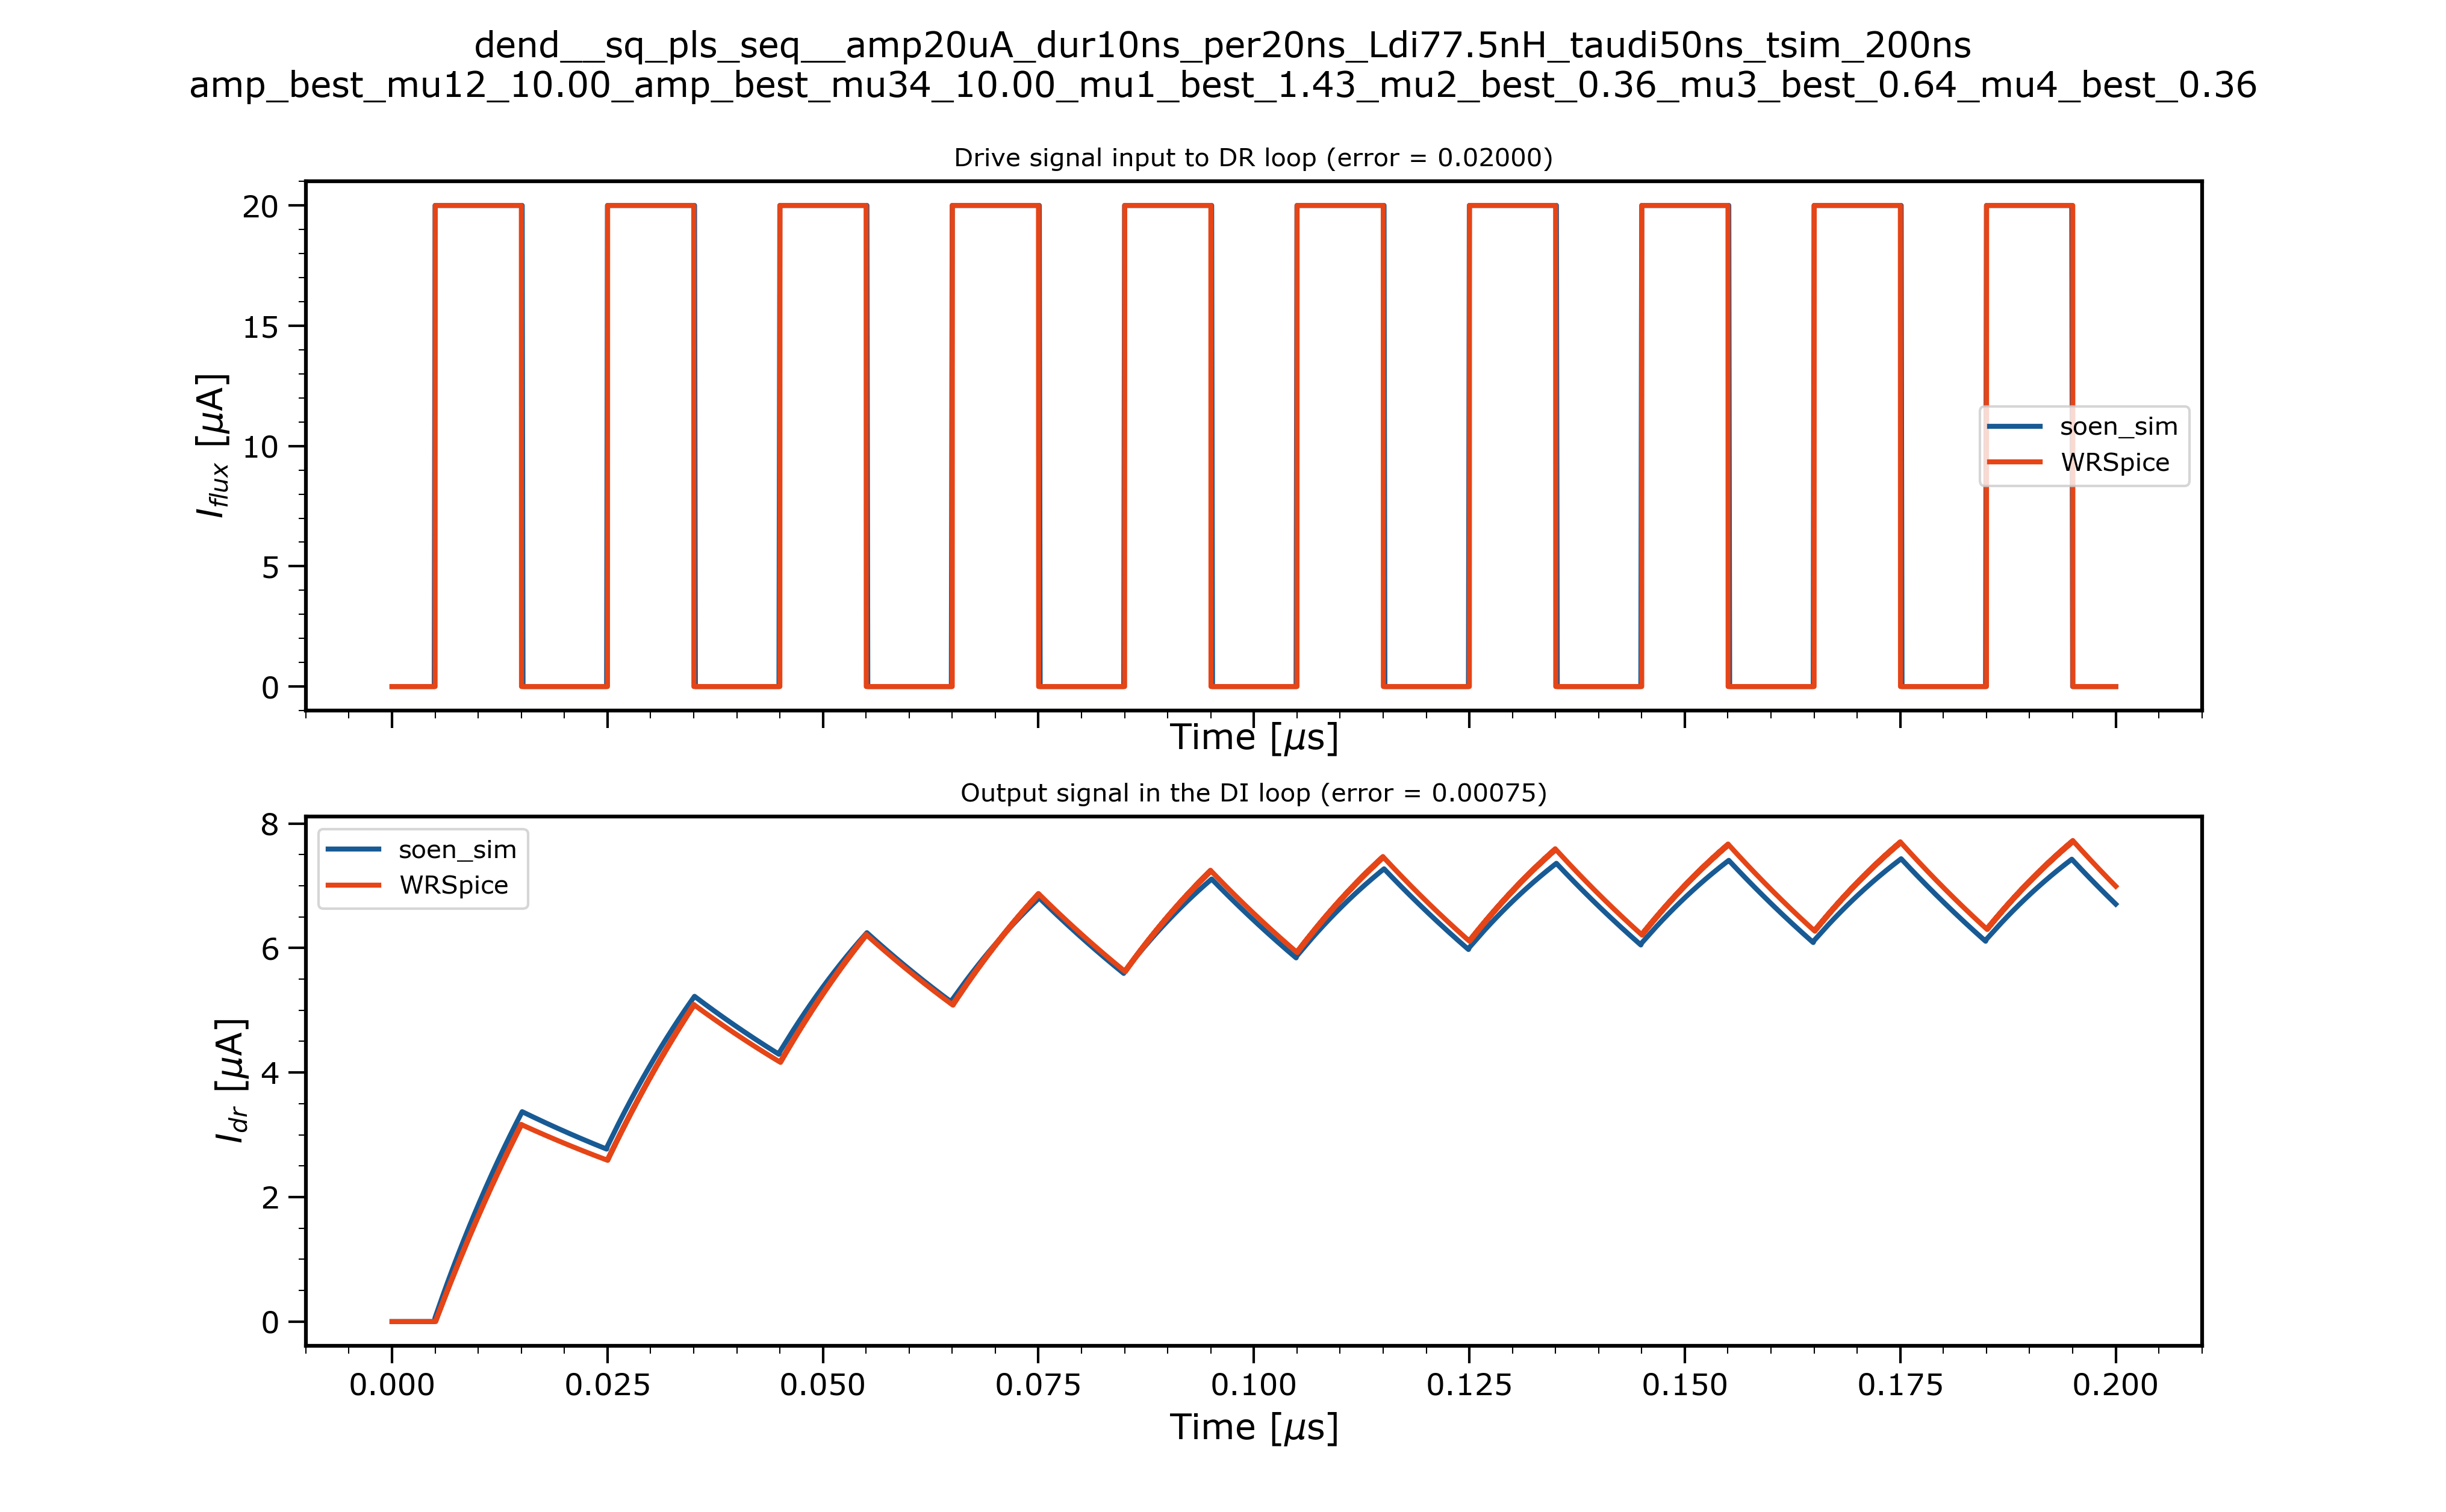 dend__sq_pls_seq__amp20uA_dur10ns_per20ns_Ldi77.5nH_taudi50ns_tsim_200ns
amp_best_mu12_10.00_amp_best_mu34_10.00_mu1_best_1.43_mu2_best_0.36_mu3_best_0.64_mu4_best_0.36
Drive signal input to DR loop (error = 0.02000)
20
15
10
5
0
I_flux [μA]
soen_sim
WRSpice
Time [μs]
Output signal in the DI loop (error = 0.00075)
8
6
4
2
0
I_dr [μA]
soen_sim
WRSpice
0.000 0.025 0.050 0.075 0.100 0.125 0.150 0.175 0.200
Time [μs]